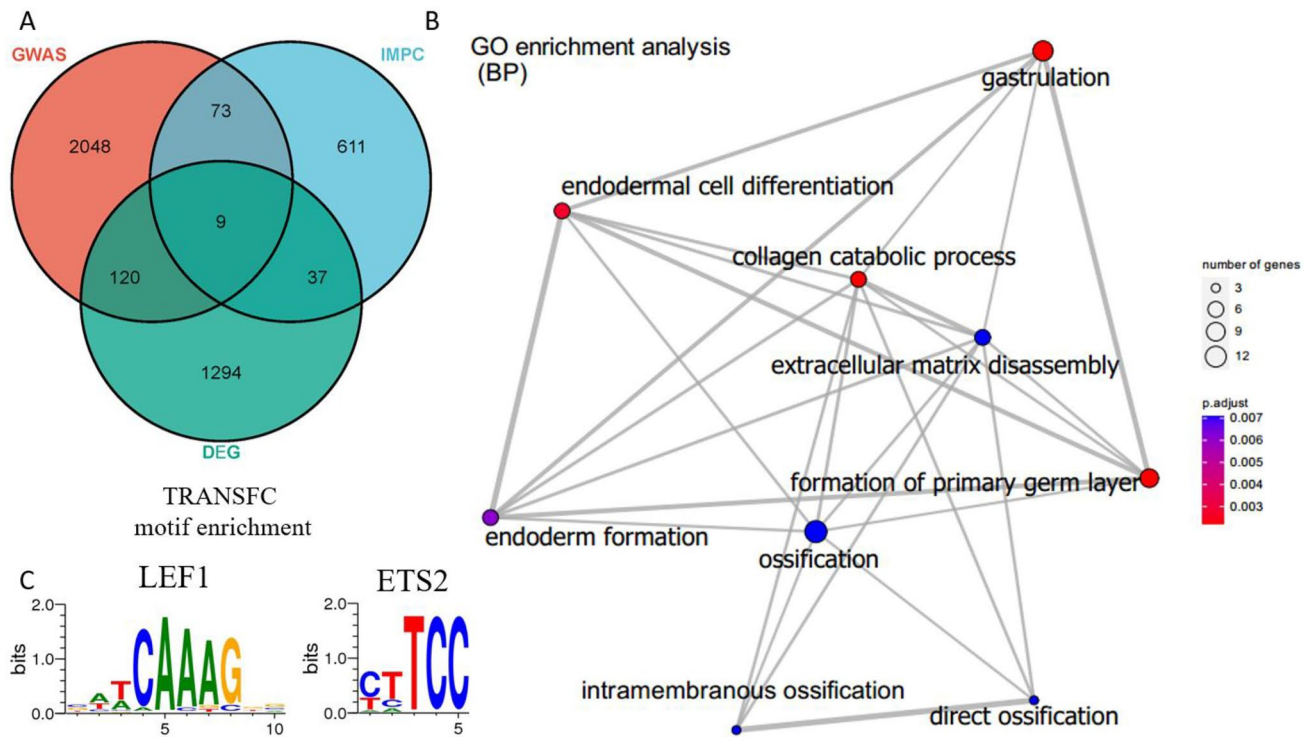 A
GWAS
IMPC
73
2048
611
9
120
37
1294
DEG
B
GO enrichment analysis
(BP)
gastrulation
endodermal cell differentiation
collagen catabolic process
extracellular matrix disassembly
formation of primary germ layer
endoderm formation
ossification
intramembranous ossification
direct ossification
number of genes
3
6
9
12
p.adjust
0.007
0.006
0.005
0.004
0.003
TRANSFC
motif enrichment
C
LEF1
2.0
1.0
0.0
bits
ATCAAAG
5
10
ETS2
2.0
1.0
0.0
bits
CTTCC
5